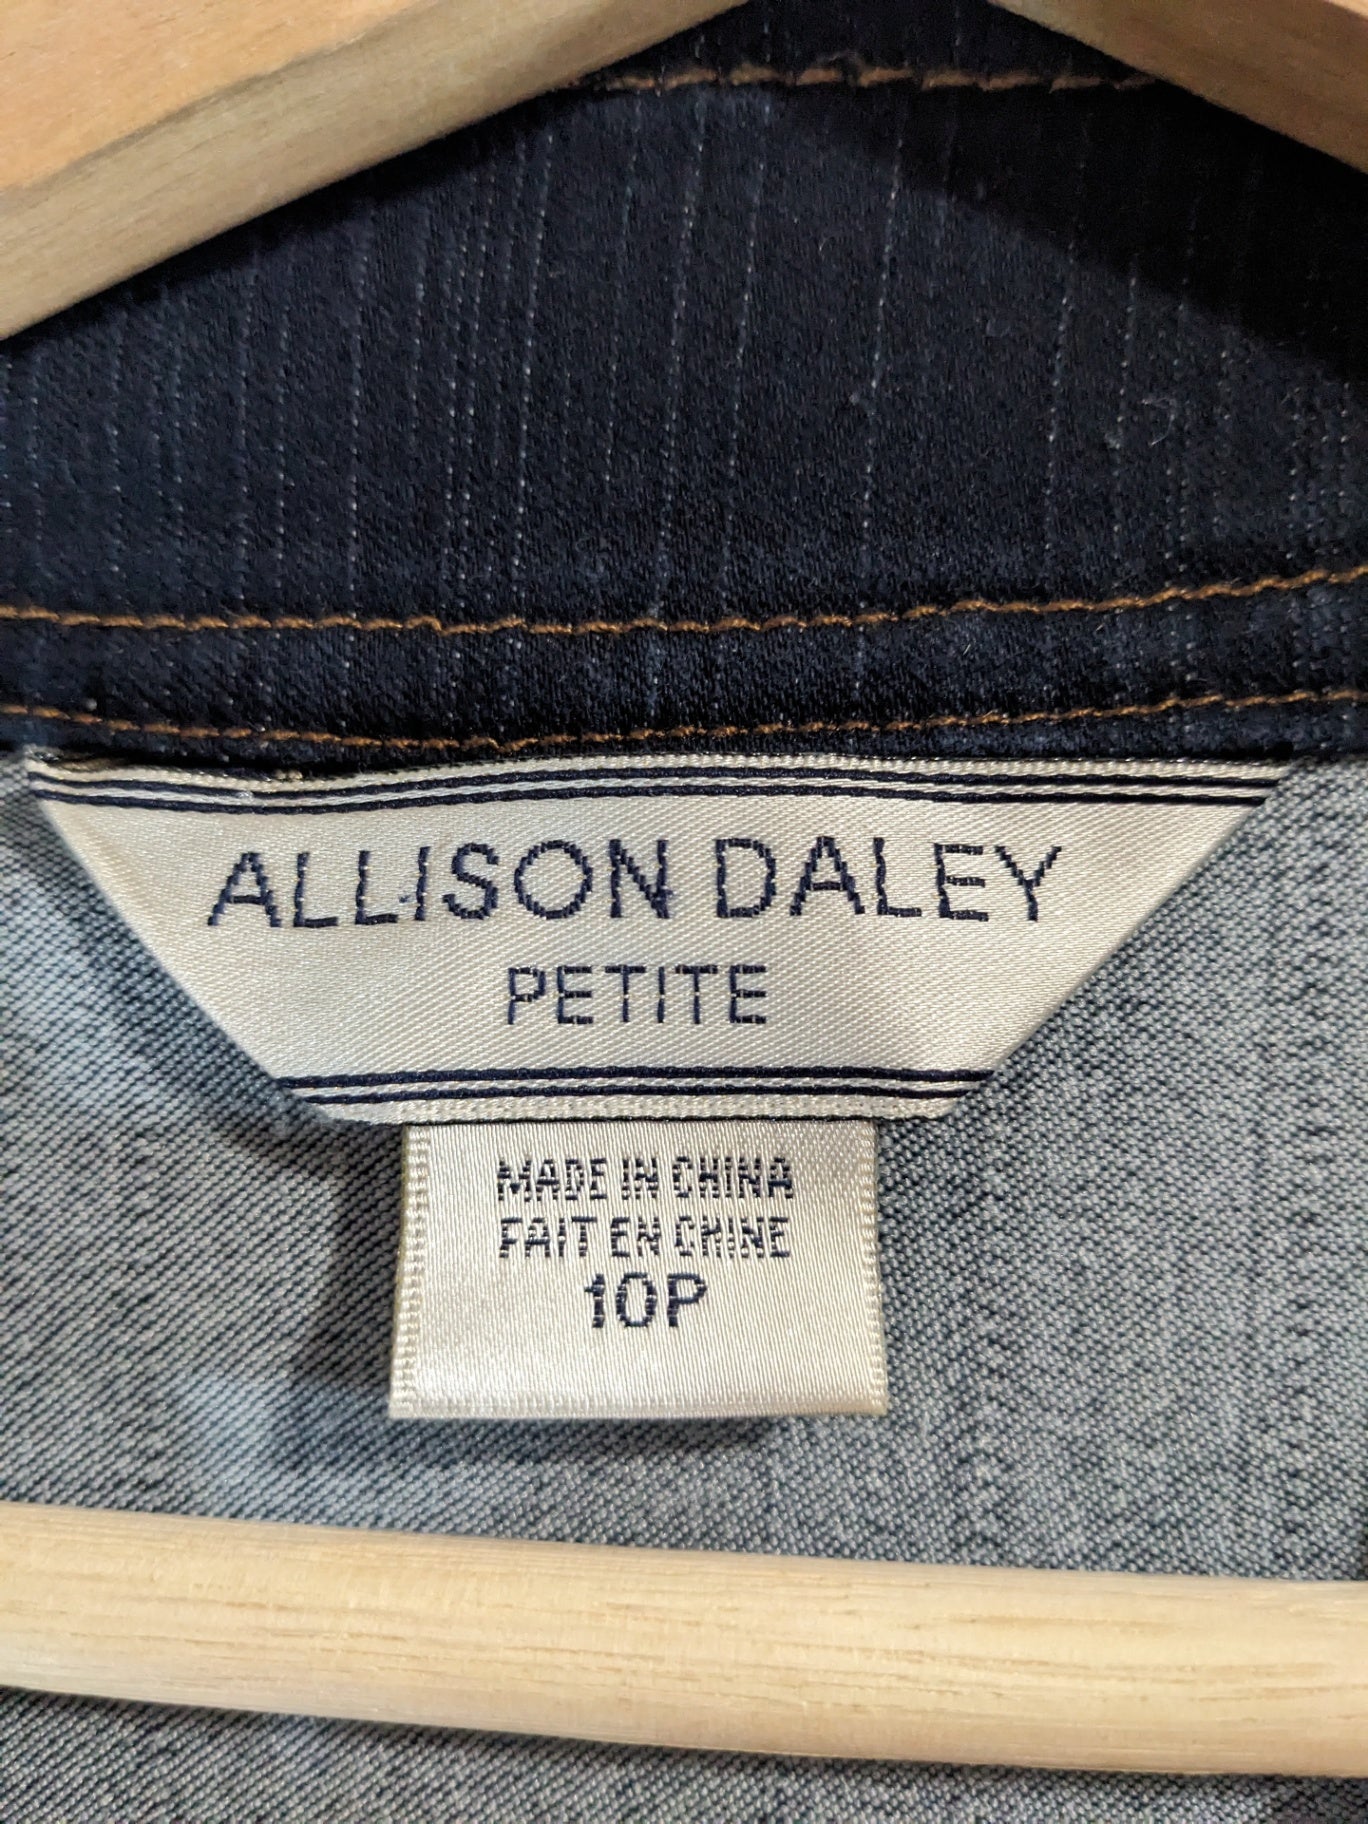 ALLISON DALEY
PETITE
MADE IN CHINA
FAIT EN CHINE
10P